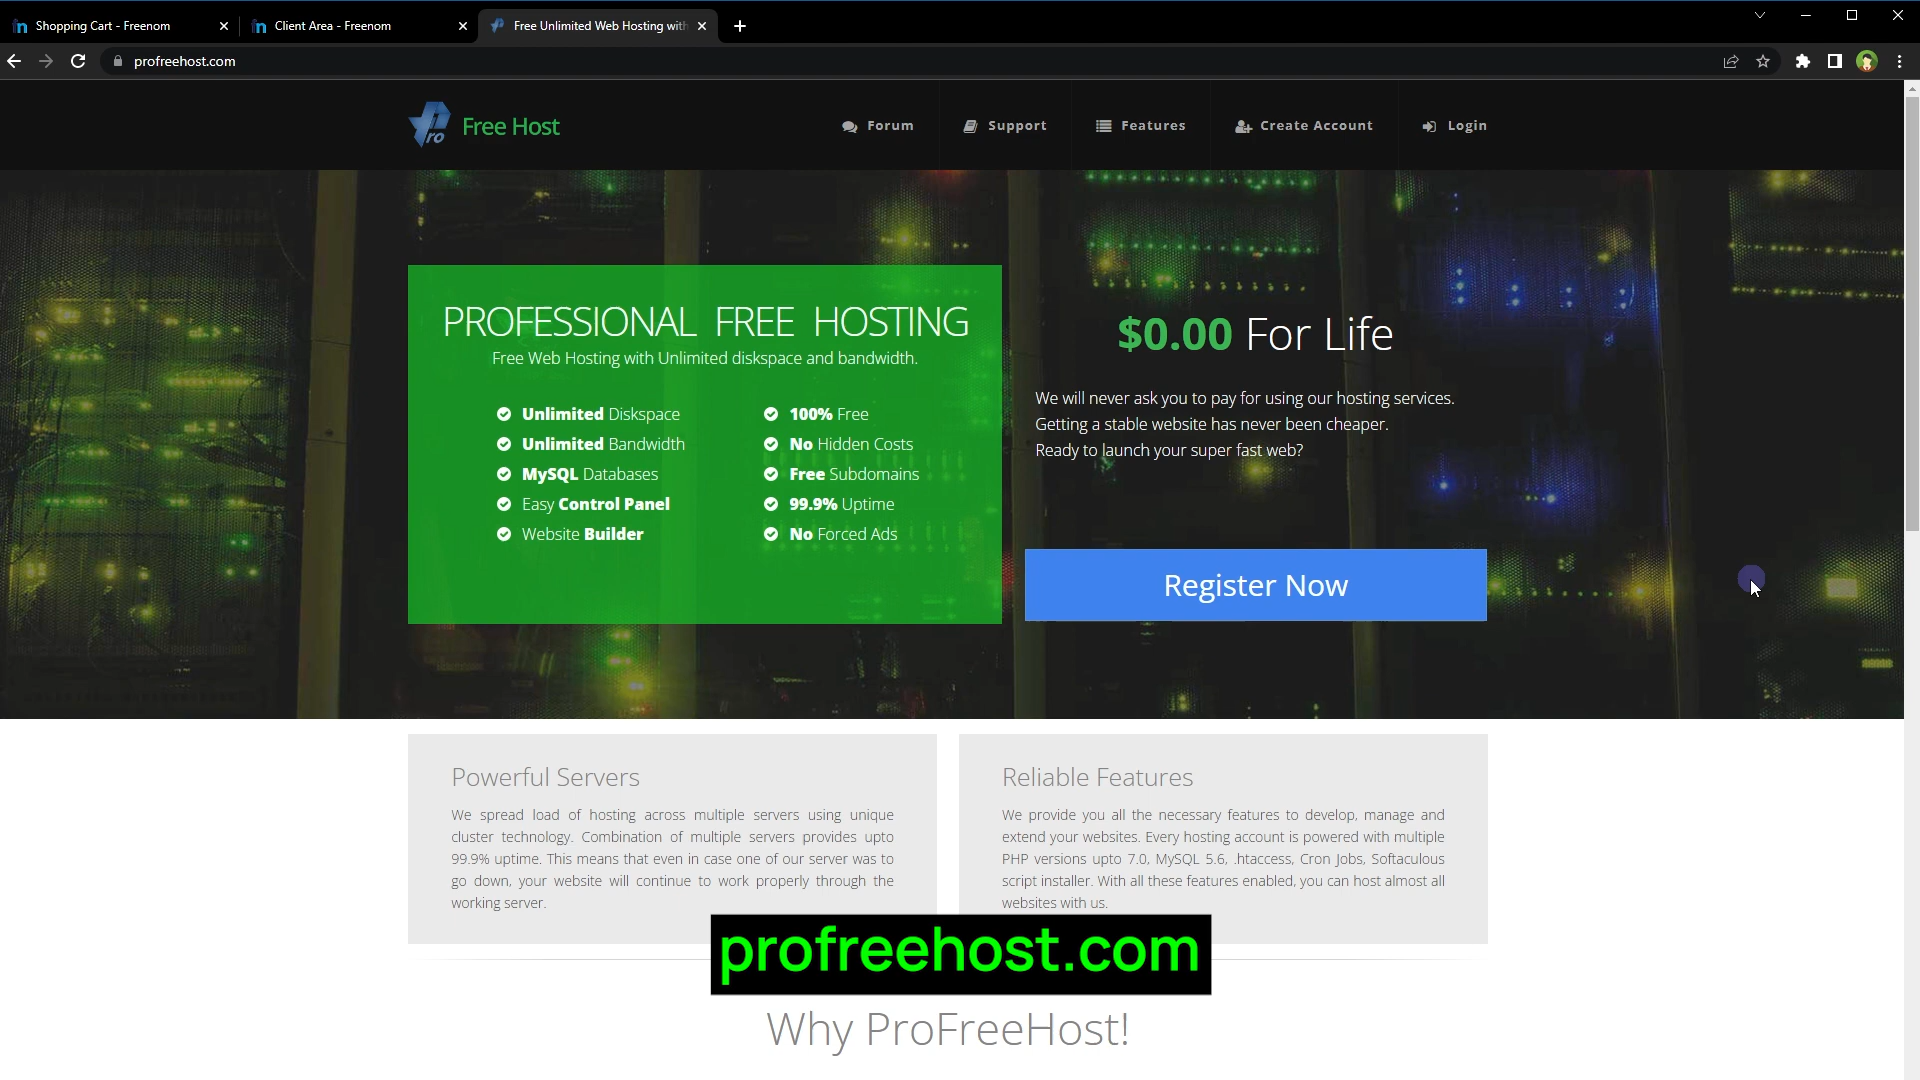 Shopping Cart - Freenom
Client Area - Freenom
Free Unlimited Web Hosting with
profreehost.com
Pro Free Host
Forum
Support
Features
Create Account
Login
PROFESSIONAL FREE HOSTING
Free Web Hosting with Unlimited diskspace and bandwidth.
Unlimited Diskspace
Unlimited Bandwidth
MySQL Databases
Easy Control Panel
Website Builder
100% Free
No Hidden Costs
Free Subdomains
99.9% Uptime
No Forced Ads
$0.00 For Life
We will never ask you to pay for using our hosting services.
Getting a stable website has never been cheaper.
Ready to launch your super fast web?
Register Now
Powerful Servers
We spread load of hosting across multiple servers using unique
cluster technology. Combination of multiple servers provides upto
99.9% uptime. This means that even in case one of our server was to
go down, your website will continue to work properly through the
working server.
Reliable Features
We provide you all the necessary features to develop, manage and
extend your websites. Every hosting account is powered with multiple
PHP versions upto 7.0, MySQL 5.6, .htaccess, Cron Jobs, Softaculous
script installer. With all these features enabled, you can host almost all
websites with us.
profreehost.com
Why ProFreeHost!